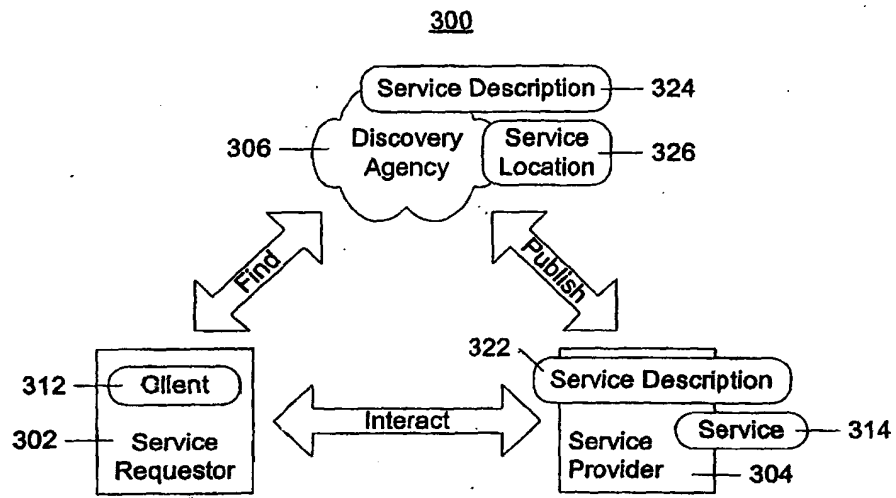 300
Service Description
324
306
Discovery
Agency
Service
Location
326
Find
Publish
322
312
Client
Service Description
302
Service
Requestor
Interact
Service
314
Service
Provider
304